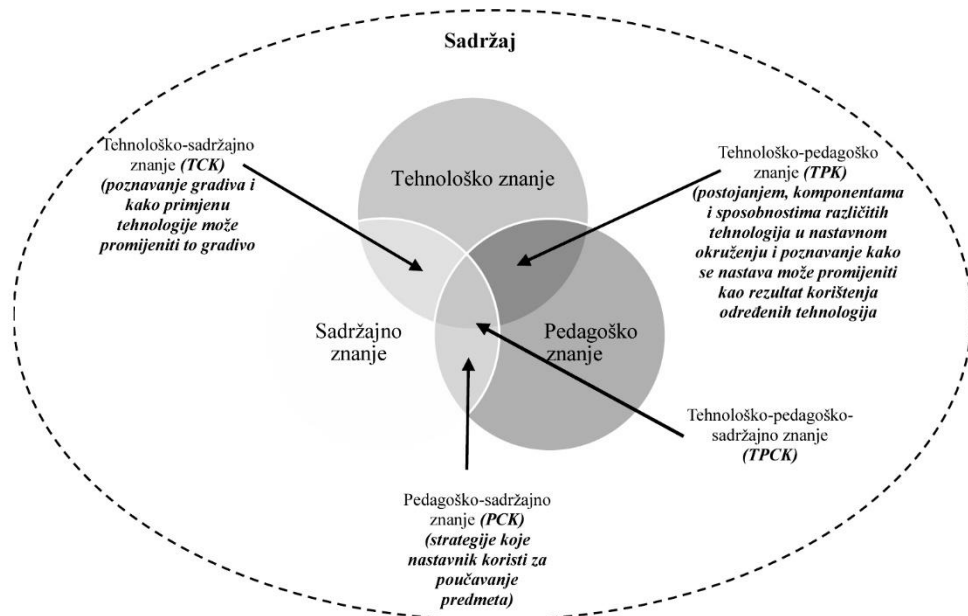 Sadržaj
Tehnološko-sadržajno
znanje (TCK)
(poznavanje gradiva i
kako primjenu
tehnologije može
promijeniti to gradivo
Tehnološko znanje
Tehnološko-pedagoško
znanje (TPK)
(postojanjem, komponentama
i sposobnostima različitih
tehnologija u nastavnom
okruženju i poznavanje kako
se nastava može promijeniti
kao rezultat korištenja
određenih tehnologija
Sadržajno
znanje
Pedagoško
znanje
Tehnološko-pedagoško-
sadržajno znanje
(TPCK)
Pedagoško-sadržajno
znanje (PCK)
(strategije koje
nastavnik koristi za
poučavanje
predmeta)